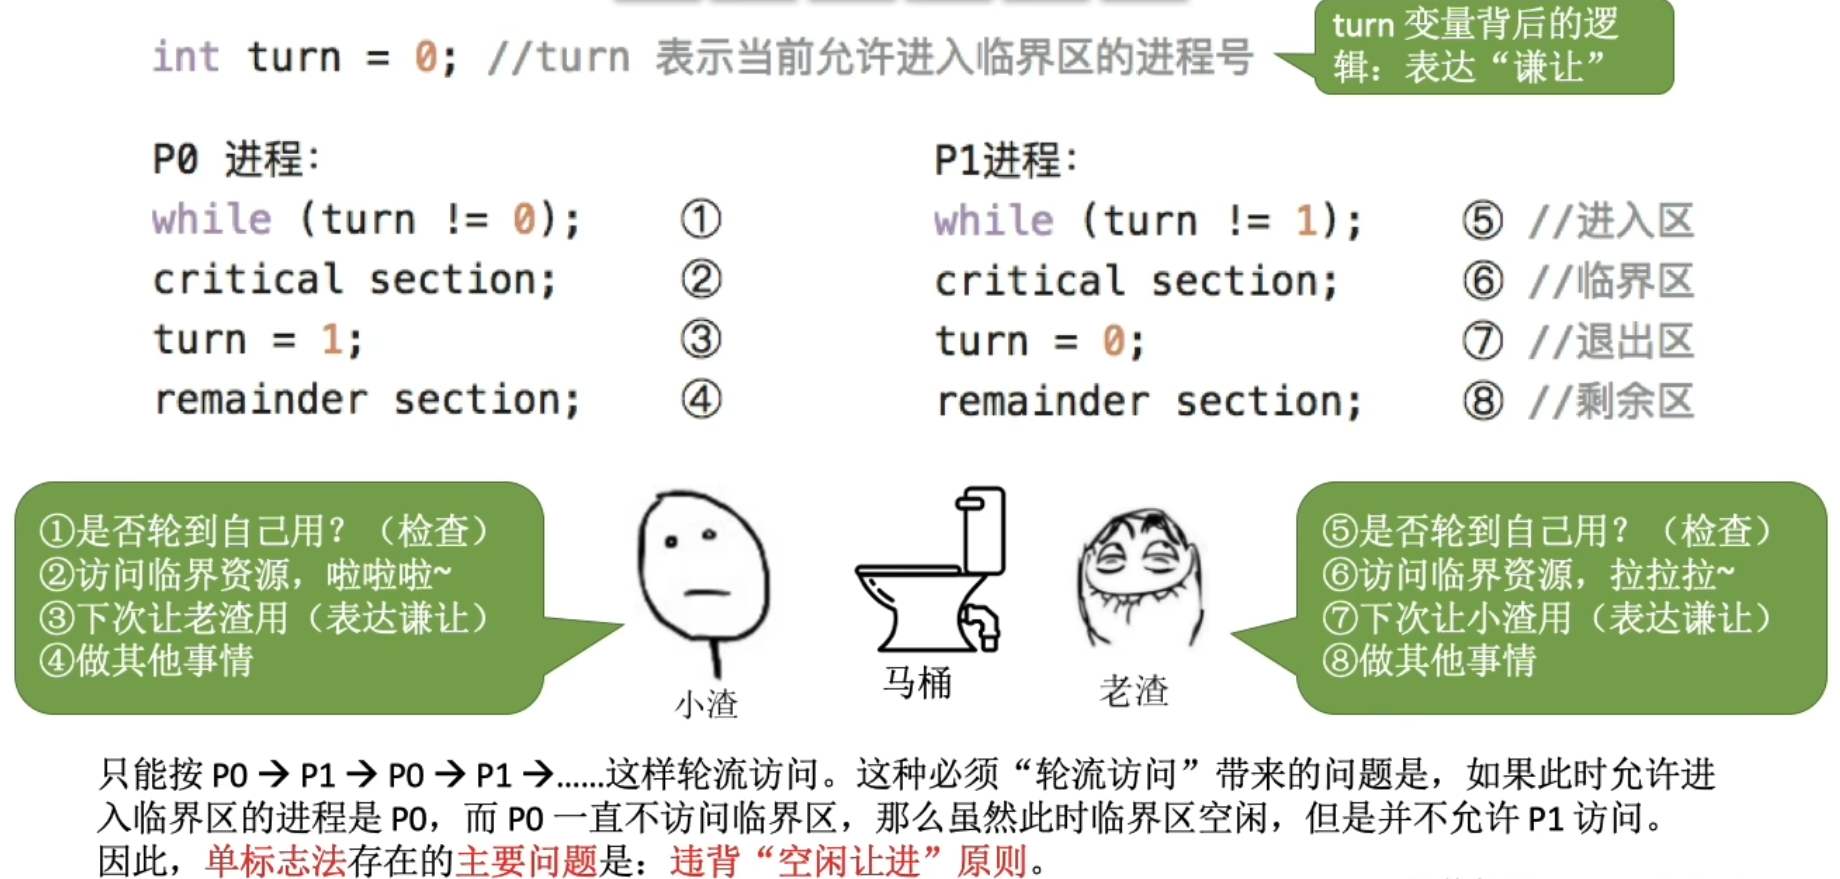 int turn = 0; //turn 表示当前允许进入临界区的进程号
turn 变量背后的逻
辑：表达“谦让”
P0 进程：
while (turn != 0); ①
critical section; ②
turn = 1; ③
remainder section; ④
P1进程：
while (turn != 1); ⑤ //进入区
critical section; ⑥ //临界区
turn = 0; ⑦ //退出区
remainder section; ⑧ //剩余区
①是否轮到自己用？（检查）
②访问临界资源，啦啦啦~
③下次让老渣用（表达谦让）
④做其他事情
小渣
马桶
老渣
⑤是否轮到自己用？（检查）
⑥访问临界资源，拉拉拉~
⑦下次让小渣用（表达谦让）
⑧做其他事情
只能按 P0 → P1 → P0 → P1 →......这样轮流访问。这种必须“轮流访问”带来的问题是，如果此时允许进
入临界区的进程是 P0，而 P0 一直不访问临界区，那么虽然此时临界区空闲，但是并不允许 P1 访问。
因此，单标志法存在的主要问题是：违背“空闲让进”原则。